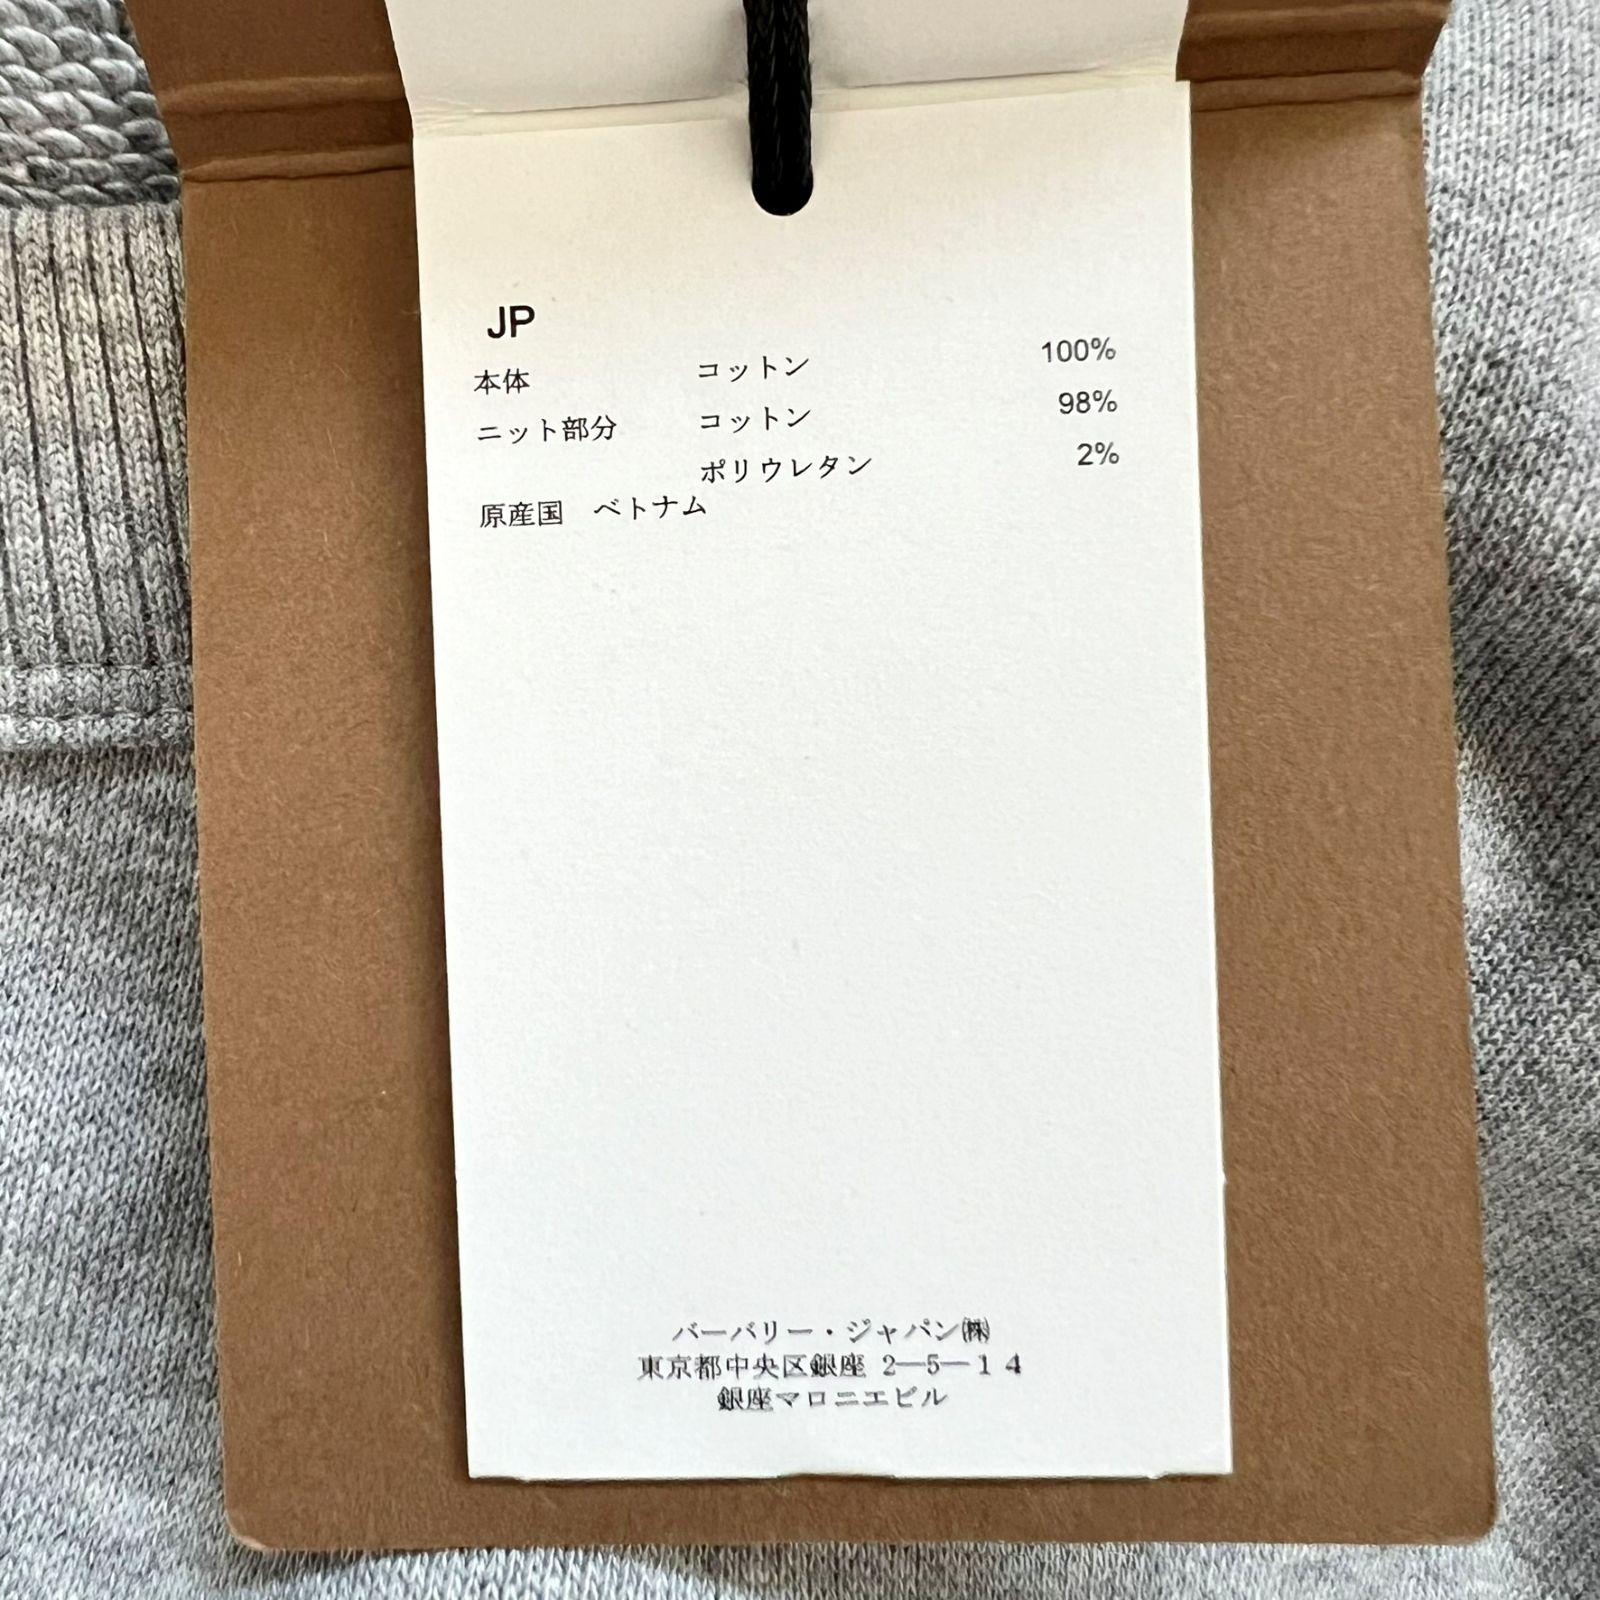 JP
本体 コットン 100%
ニット部分 コットン 98%
ポリウレタン 2%
原産国 ベトナム
バーバリー・ジャパン㈱
東京都中央区銀座 2—5—14
銀座マロニエビル